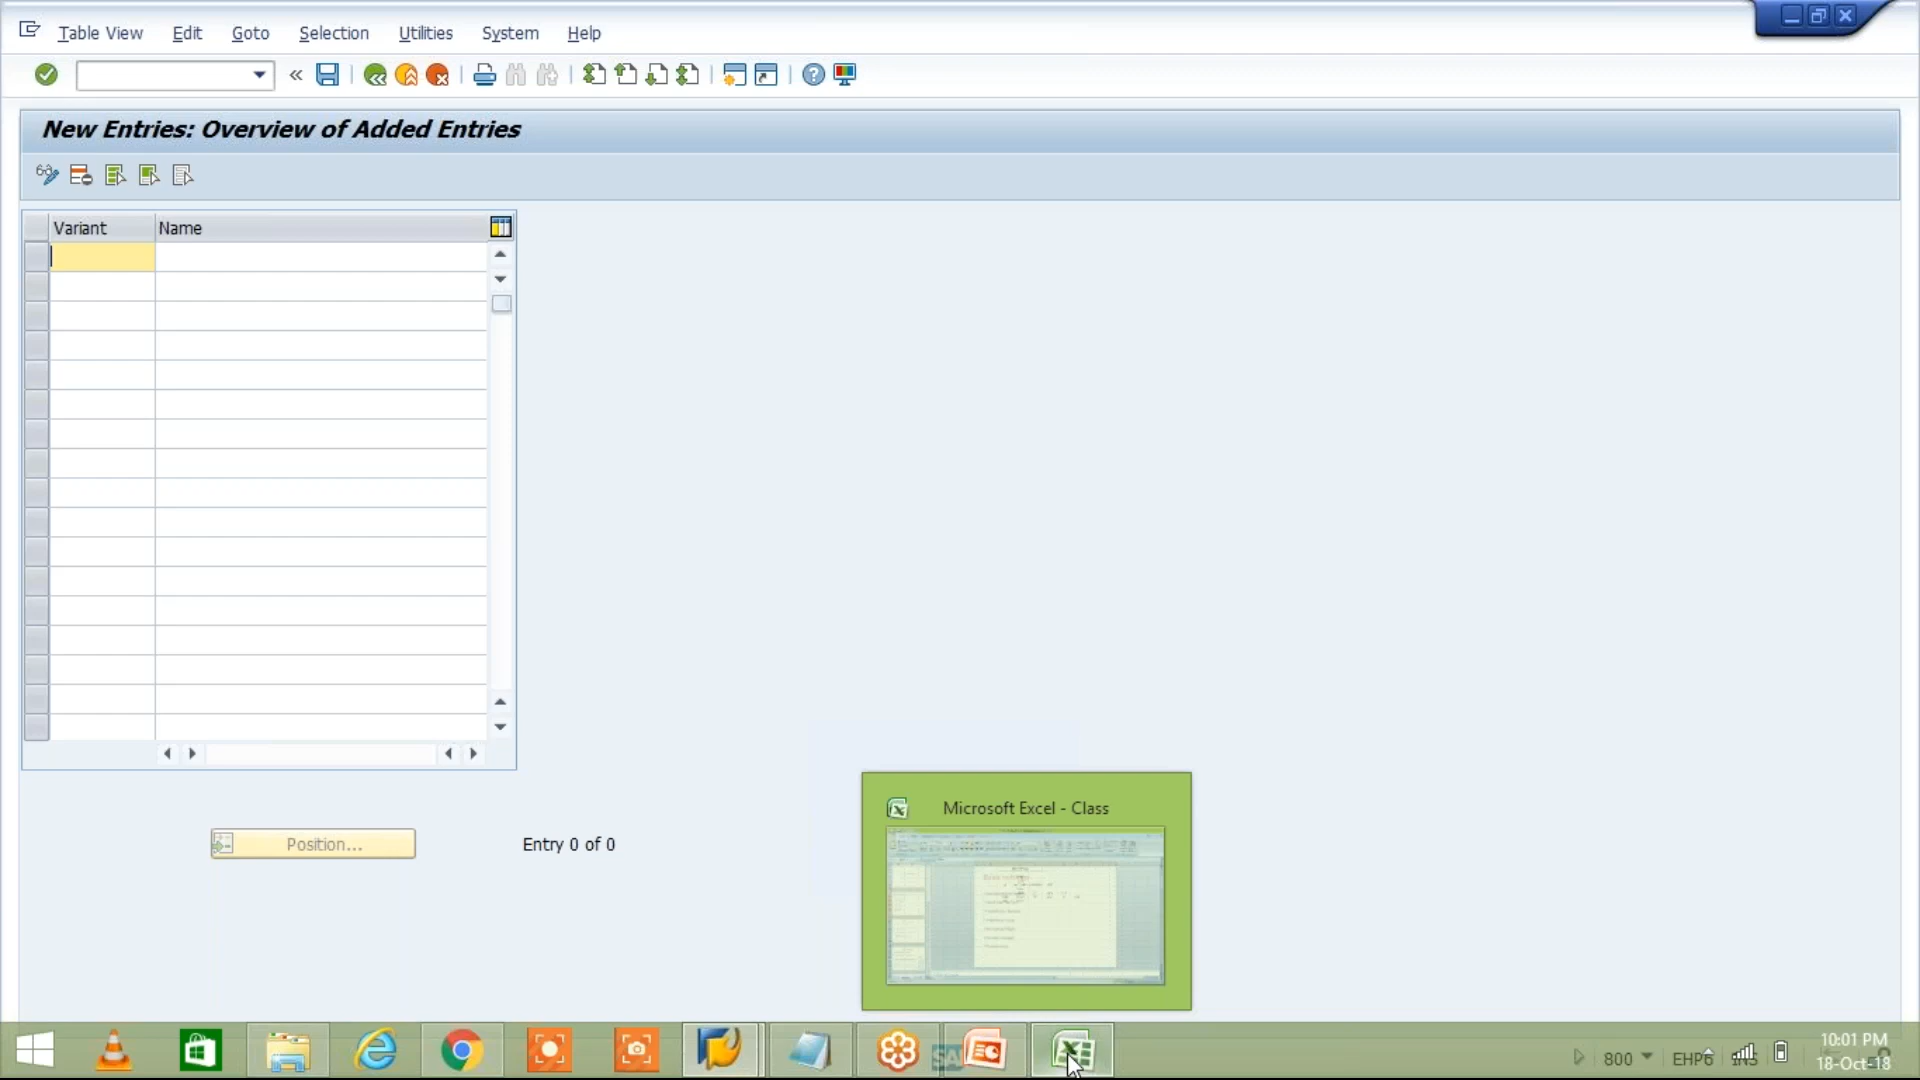 Table View Edit Goto Selection Utilities System Help
New Entries: Overview of Added Entries
Variant Name
Position... Entry 0 of 0
Microsoft Excel - Class
10:01 PM
800 EHP6 INS
18-Oct-18